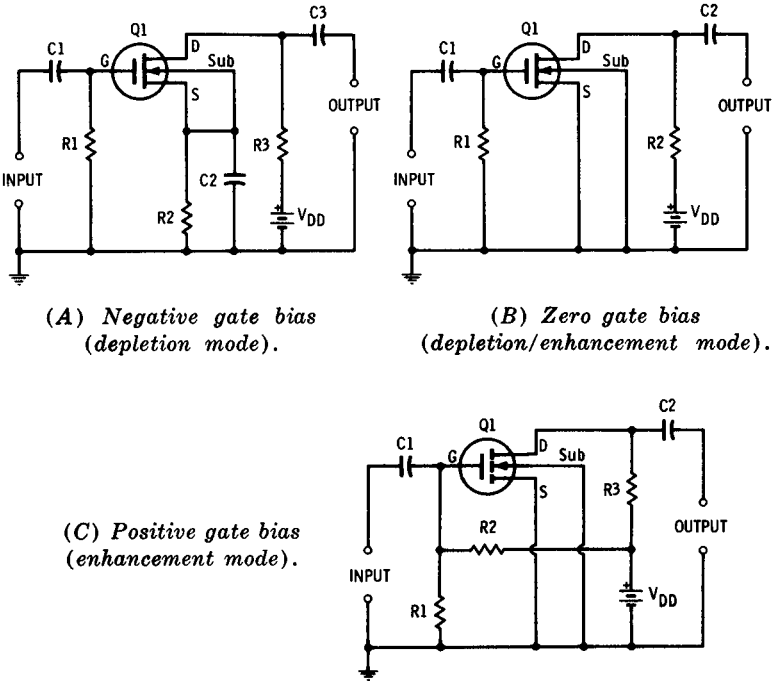 C1
G
Q1
D
Sub
S
C3
OUTPUT
R1
R3
INPUT
C2
R2
+
VDD
(A) Negative gate bias
(depletion mode).
C1
G
Q1
D
Sub
S
C2
OUTPUT
R1
R2
INPUT
+
VDD
(B) Zero gate bias
(depletion/enhancement mode).
C1
G
Q1
D
Sub
S
C2
R3
R2
OUTPUT
INPUT
R1
+
VDD
(C) Positive gate bias
(enhancement mode).